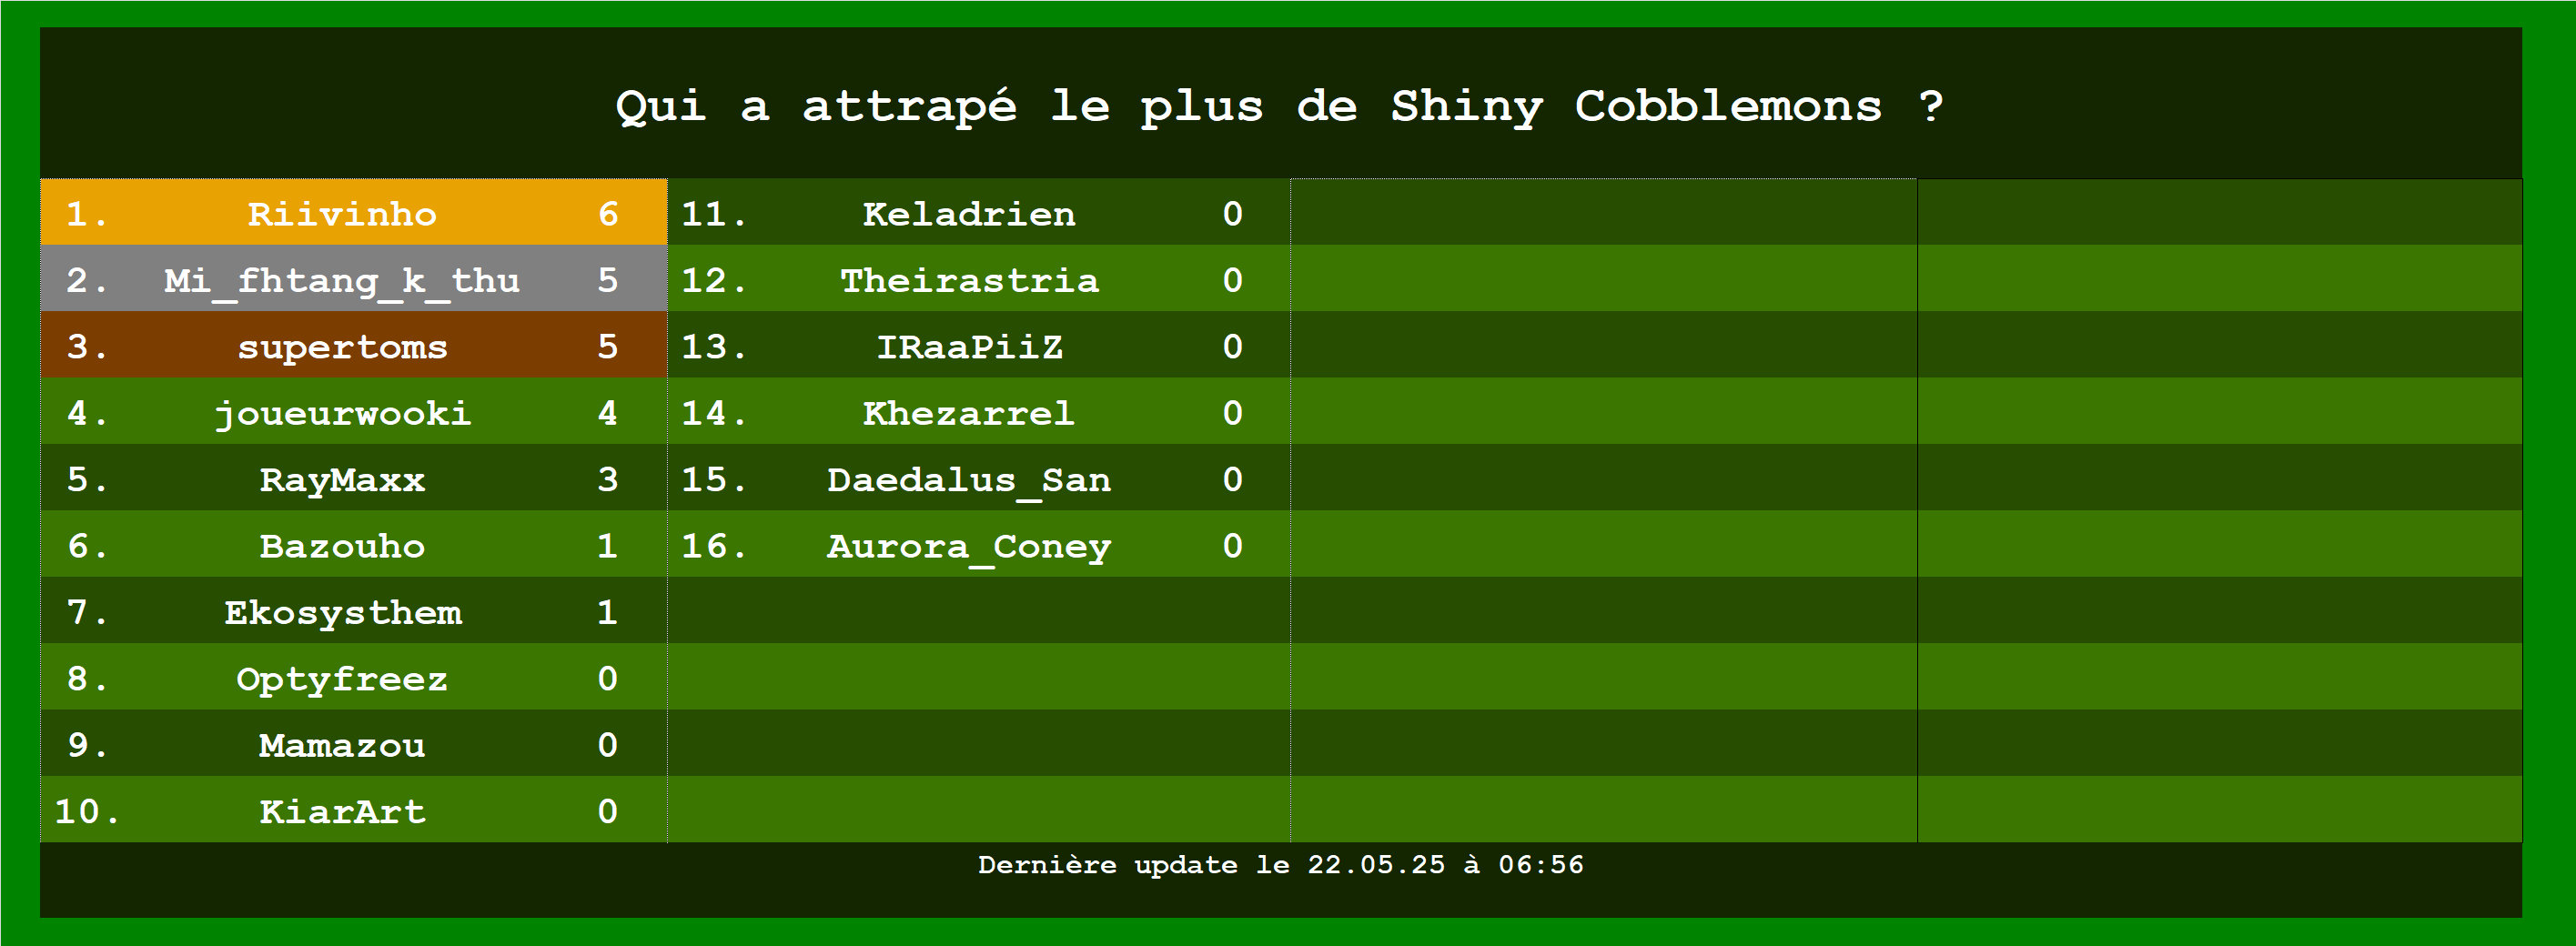 Qui a attrapé le plus de Shiny Cobblemons ?
1. Riivinho 6
2. Mi_fhtang_k_thu 5
3. supertoms 5
4. joueurwooki 4
5. RayMaxx 3
6. Bazouho 1
7. Ekosysthem 1
8. Optyfreez 0
9. Mamazou 0
10. KiarArt 0
11. Keladrien 0
12. Theirastria 0
13. IRaaPiiZ 0
14. Khezarrel 0
15. Daedalus_San 0
16. Aurora_Coney 0
Dernière update le 22.05.25 à 06:56